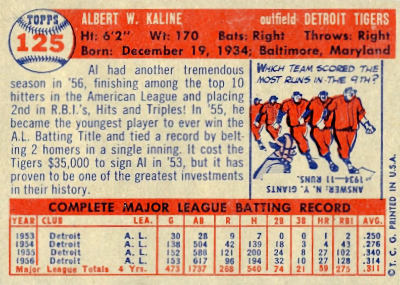 TOPPS
125
ALBERT W. KALINE outfield DETROIT TIGERS
Ht: 6'2" Wt: 170 Bats: Right Throws: Right
Born: December 19, 1934; Baltimore, Maryland
Al had another tremendous
season in '56, finishing among the top 10
hitters in the American League and placing
2nd in R.B.I.'s, Hits and Triples! In '55, he
became the youngest player to ever win the
A.L. Batting Title and tied a record by belt-
ing 2 homers in a single inning. It cost the
Tigers $35,000 to sign Al in '53, but it has
proven to be one of the greatest investments
in their history.
WHICH TEAM SCORED THE
MOST RUNS IN THE 9TH?
ANSWER: N.Y. GIANTS
1924-11 RUNS.
COMPLETE MAJOR LEAGUE BATTING RECORD
YEAR CLUB LEA. G AB R H 2B 3B HR RBI AVG.
1953 Detroit A. L. 30 28 9 7 0 0 1 2 .250
1954 Detroit A. L. 138 504 42 139 18 3 4 43 .276
1955 Detroit A. L. 152 588 121 200 24 8 27 102 .340
1956 Detroit A. L. 153 617 96 194 32 10 27 128 .314
Major League Totals 4 Yrs. 473 1737 268 540 74 21 59 275 .311
© T. C. G. PRINTED IN U.S.A.